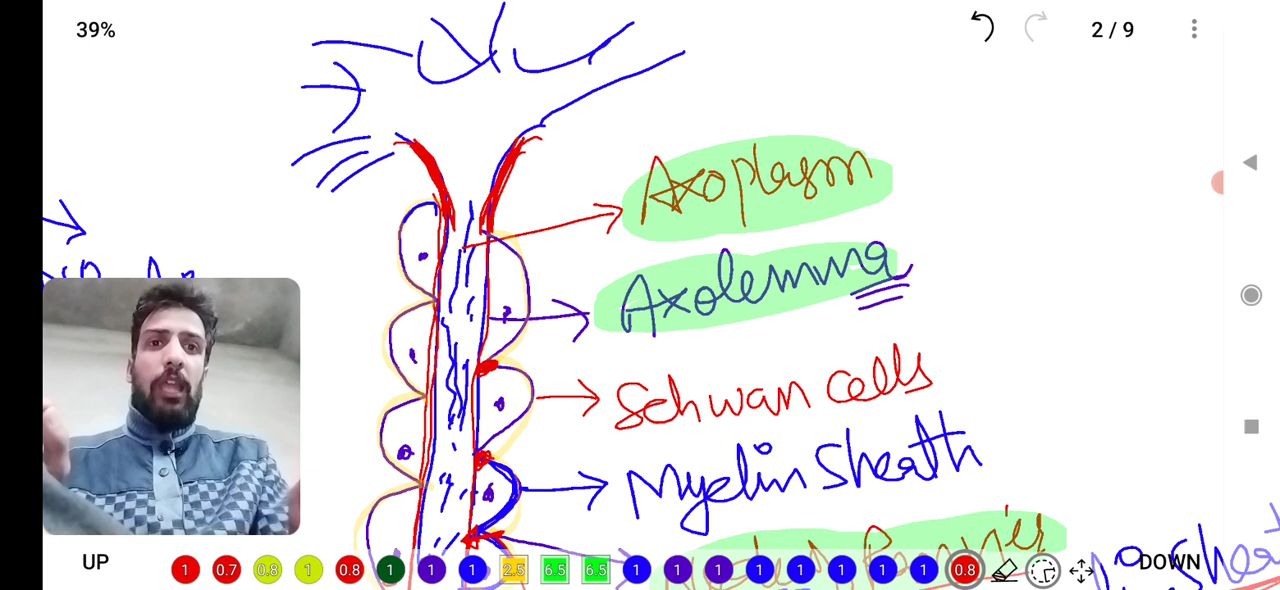 39%
2 / 9
Axoplasm
Axolemma
Schwan cells
Myelin Sheath
UP
1 0.7 0.8 1 0.8 1 1 1 2.5 6.5 6.5 1 1 1 1 1 1 1 1 0.8
DOWN